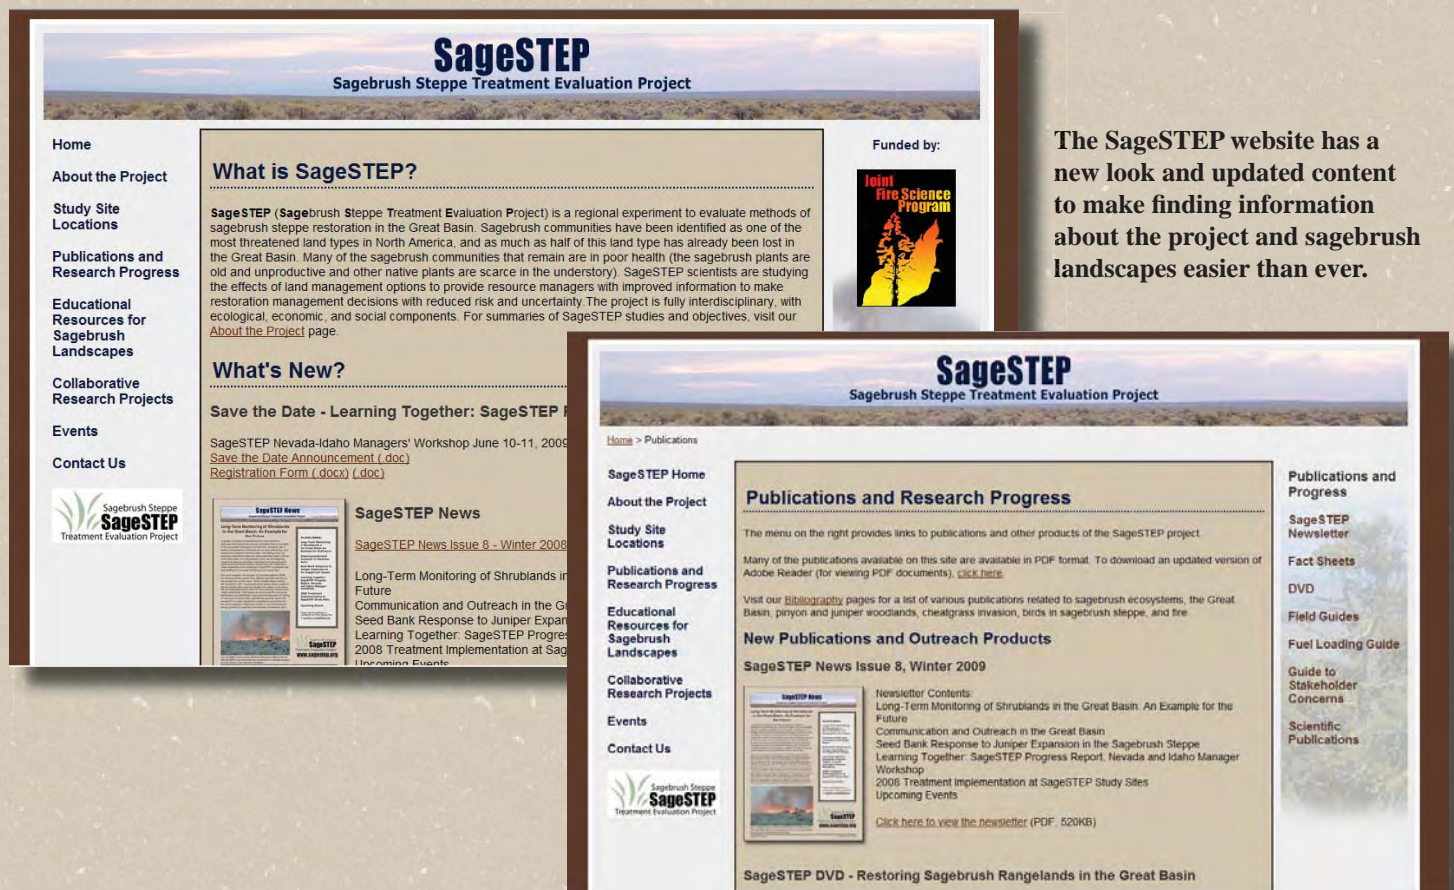 SageSTEP
Sagebrush Steppe Treatment Evaluation Project
Home
About the Project
Study Site
Locations
Publications and
Research Progress
Educational
Resources for
Sagebrush
Landscapes
Collaborative
Research Projects
Events
Contact Us
Sagebrush Steppe
SageSTEP
Treatment Evaluation Project
What is SageSTEP?
SageSTEP (Sagebrush Steppe Treatment Evaluation Project) is a regional experiment to evaluate methods of
sagebrush steppe restoration in the Great Basin. Sagebrush communities have been identified as one of the
most threatened land types in North America, and as much as half of this land type has already been lost in
the Great Basin. Many of the sagebrush communities that remain are in poor health (the sagebrush plants are
old and unproductive and other native plants are scarce in the understory). SageSTEP scientists are studying
the effects of land management options to provide resource managers with improved information to make
restoration management decisions with reduced risk and uncertainty.The project is fully interdisciplinary, with
ecological, economic, and social components. For summaries of SageSTEP studies and objectives, visit our
About the Project page.
What's New?
Save the Date - Learning Together: SageSTEP
SageSTEP Nevada-Idaho Managers' Workshop June 10-11, 2009
Save the Date Announcement (.doc)
Registration Form (.docx) (.doc)
SageSTEP News
www.sagestep.org
SageSTEP News
SageSTEP News Issue 8 - Winter 2008
Long-Term Monitoring of Shrublands in
Future
Communication and Outreach in the
Seed Bank Response to Juniper
Learning Together: SageSTEP
2008 Treatment Implementation at
Upcoming Events
Funded by:
Joint
Fire Science
Program
The SageSTEP website has a
new look and updated content
to make finding information
about the project and sagebrush
landscapes easier than ever.
SageSTEP
Sagebrush Steppe Treatment Evaluation Project
Home > Publications
SageSTEP Home
About the Project
Study Site
Locations
Publications and
Research Progress
Educational
Resources for
Sagebrush
Landscapes
Collaborative
Research Projects
Events
Contact Us
Sagebrush Steppe
SageSTEP
Treatment Evaluation Project
Publications and Research Progress
The menu on the right provides links to publications and other products of the SageSTEP project.
Many of the publications available on this site are available in PDF format. To download an updated version of
Adobe Reader (for viewing PDF documents), click here.
Visit our Bibliography pages for a list of various publications related to sagebrush ecosystems, the Great
Basin, pinyon and juniper woodlands, cheatgrass invasion, birds in sagebrush steppe, and fire
New Publications and Outreach Products
SageSTEP News Issue 8, Winter 2009
SageSTEP News
Newsletter Contents:
Long-Term Monitoring of Shrublands in the Great Basin: An Example for the
Future
Communication and Outreach in the Great Basin
Seed Bank Response to Juniper Expansion in the Sagebrush Steppe
Learning Together: SageSTEP Progress Report, Nevada and Idaho Manager
Workshop
2008 Treatment Implementation at SageSTEP Study Sites
Upcoming Events
Click here to view the newsletter (PDF, 520KB)
SageSTEP DVD - Restoring Sagebrush Rangelands in the Great Basin
Publications and
Progress
SageSTEP
Newsletter
Fact Sheets
DVD
Field Guides
Fuel Loading Guide
Guide to
Stakeholder
Concerns
Scientific
Publications